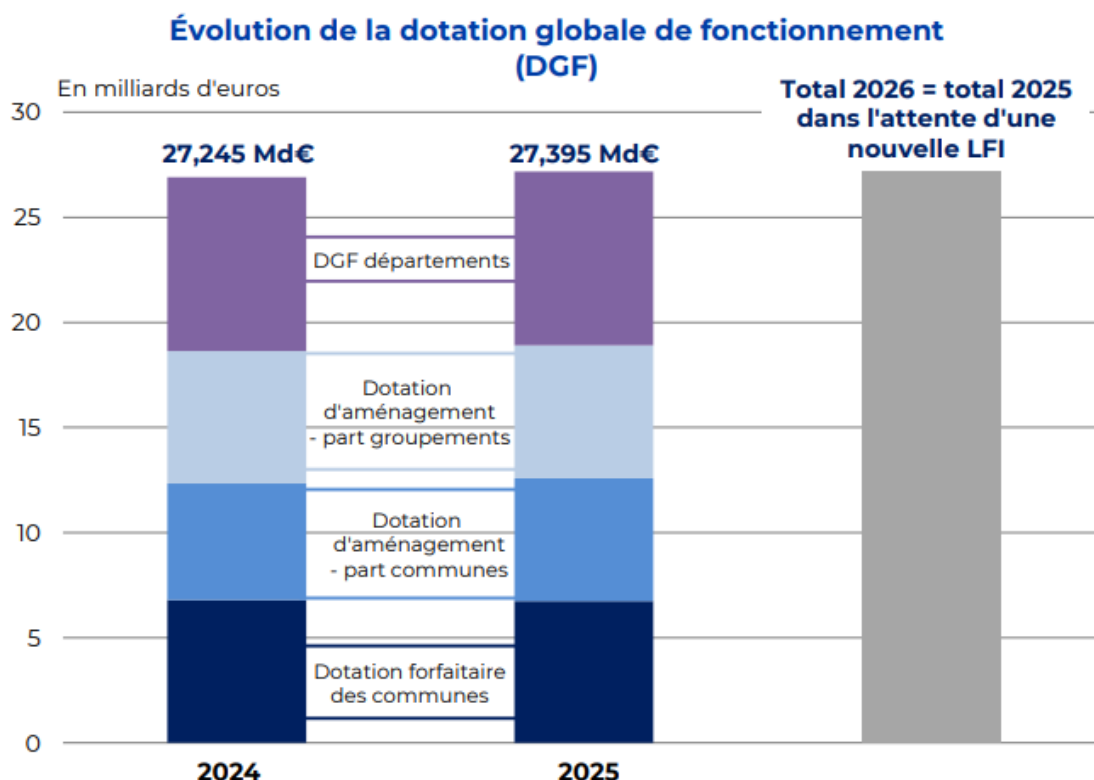 Évolution de la dotation globale de fonctionnement
(DGF)
En milliards d'euros
Total 2026 = total 2025
dans l'attente d'une
nouvelle LFI
30
27,245 Md€
27,395 Md€
25
DGF départements
20
Dotation
d'aménagement
- part groupements
15
Dotation
d'aménagement
- part communes
10
5
Dotation forfaitaire
des communes
0
2024
2025